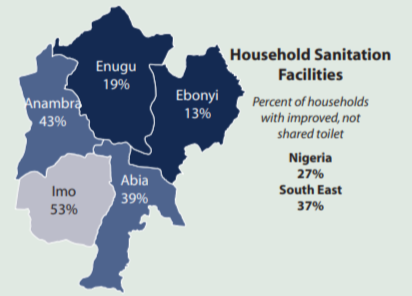 Household Sanitation
Facilities
Percent of households
with improved, not
shared toilet
Nigeria
27%
South East
37%
Enugu
19%
Ebonyi
13%
Anambra
43%
Abia
39%
Imo
53%